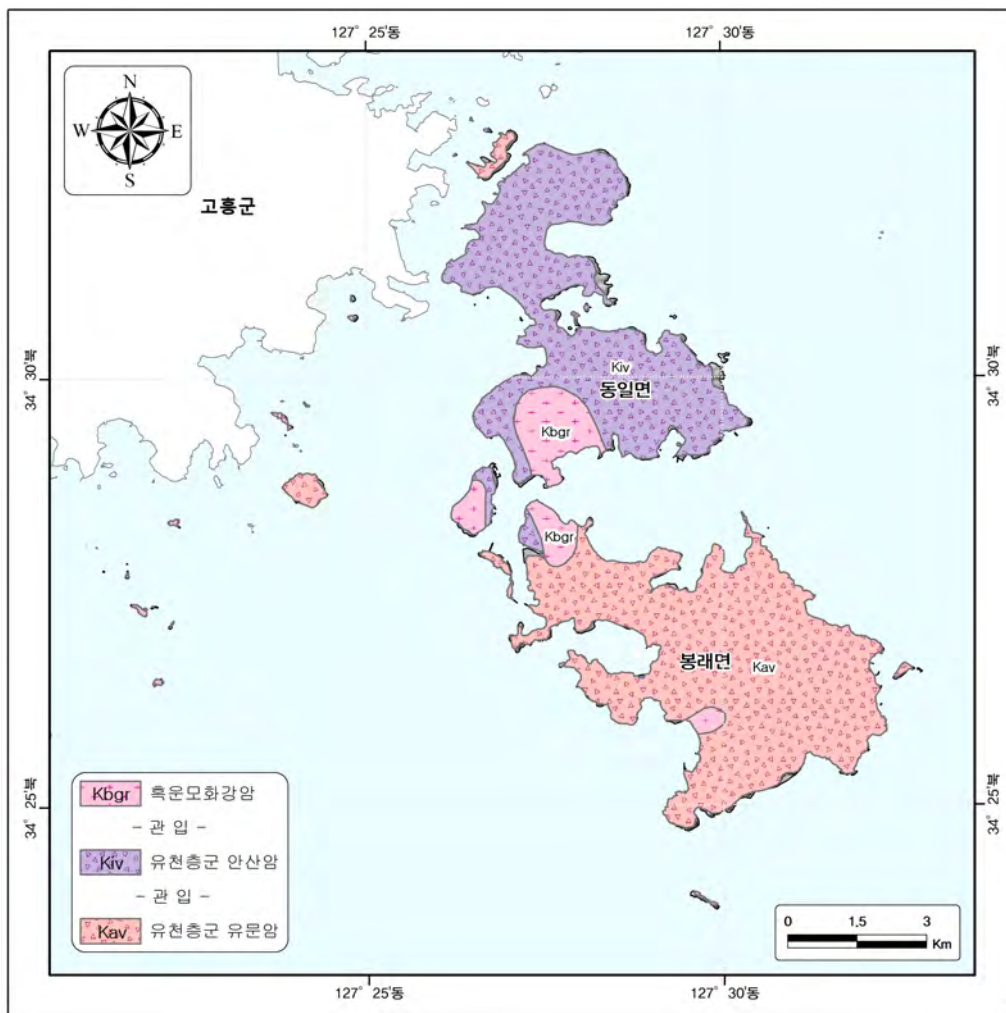 127° 25'동
127° 30'동
N
W
E
S
고흥군
34° 30'북
34° 30'북
Kiv
동일면
Kbgr
Kbgr
봉래면
Kav
34° 25'북
34° 25'북
Kbgr 흑운모화강암
- 관 입 -
Kiv 유천층군 안산암
- 관 입 -
Kav 유천층군 유문암
0 1.5 3
Km
127° 25'동
127° 30'동